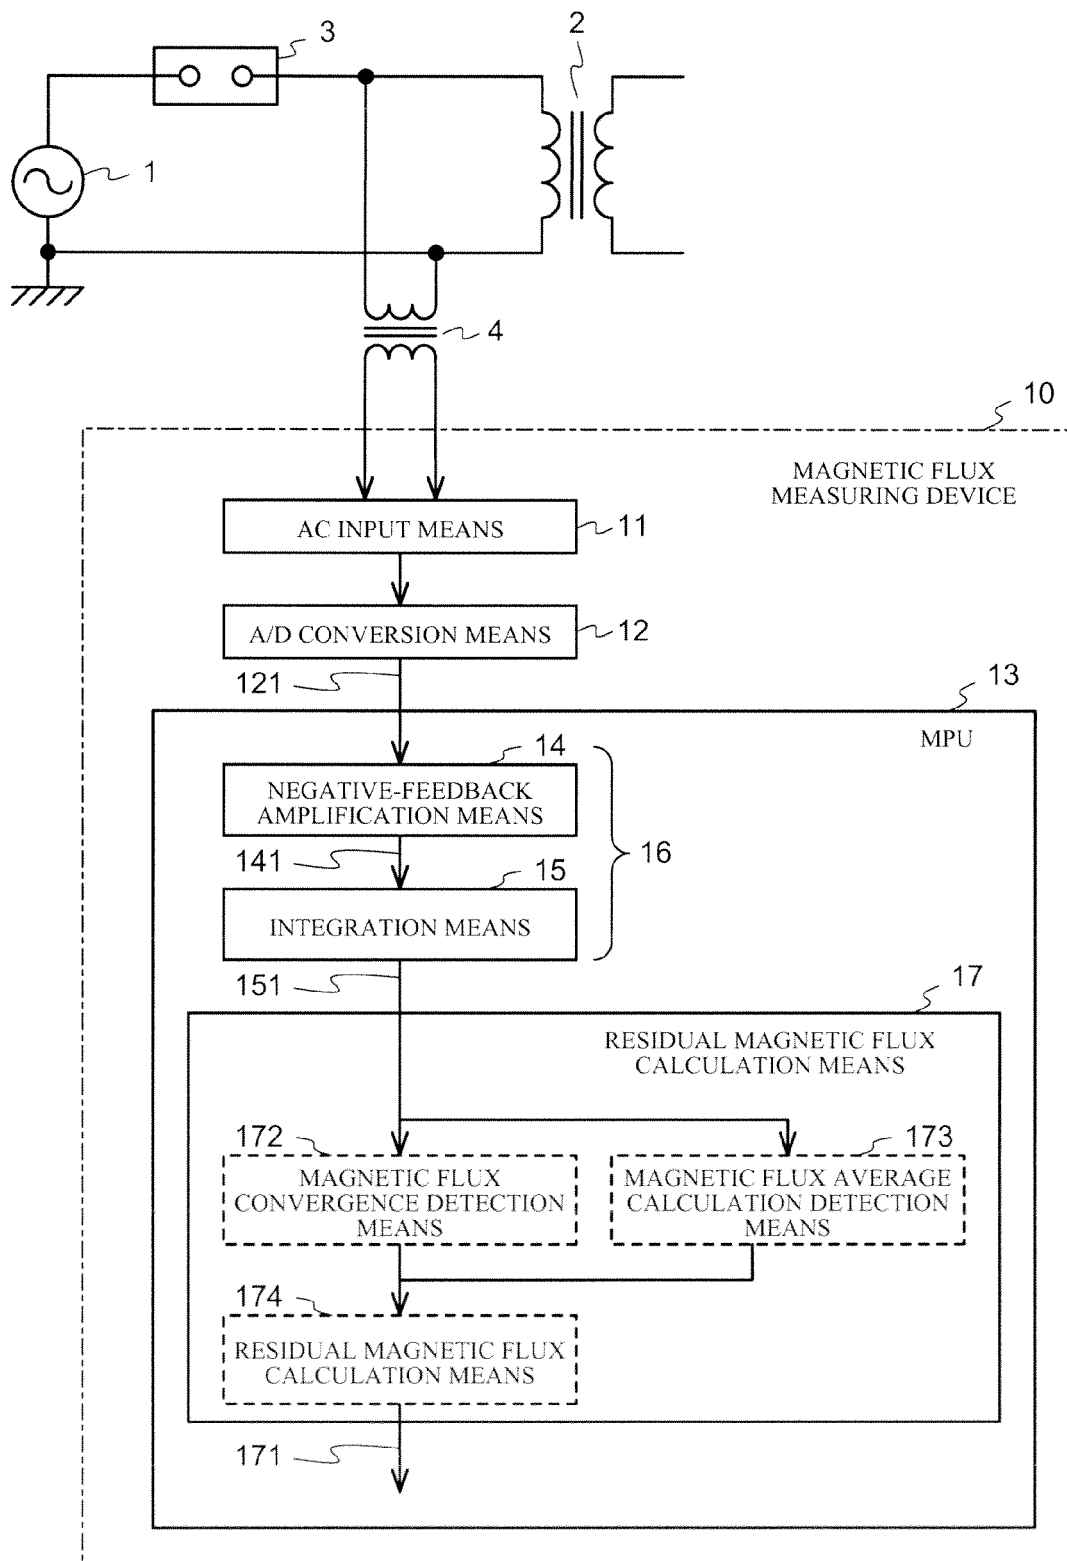 3
2
1
4
10
MAGNETIC FLUX
MEASURING DEVICE
AC INPUT MEANS
11
A/D CONVERSION MEANS
12
121
13
MPU
14
NEGATIVE-FEEDBACK
AMPLIFICATION MEANS
141
16
15
INTEGRATION MEANS
151
17
RESIDUAL MAGNETIC FLUX
CALCULATION MEANS
172
173
MAGNETIC FLUX
CONVERGENCE DETECTION
MEANS
MAGNETIC FLUX AVERAGE
CALCULATION DETECTION
MEANS
174
RESIDUAL MAGNETIC FLUX
CALCULATION MEANS
171